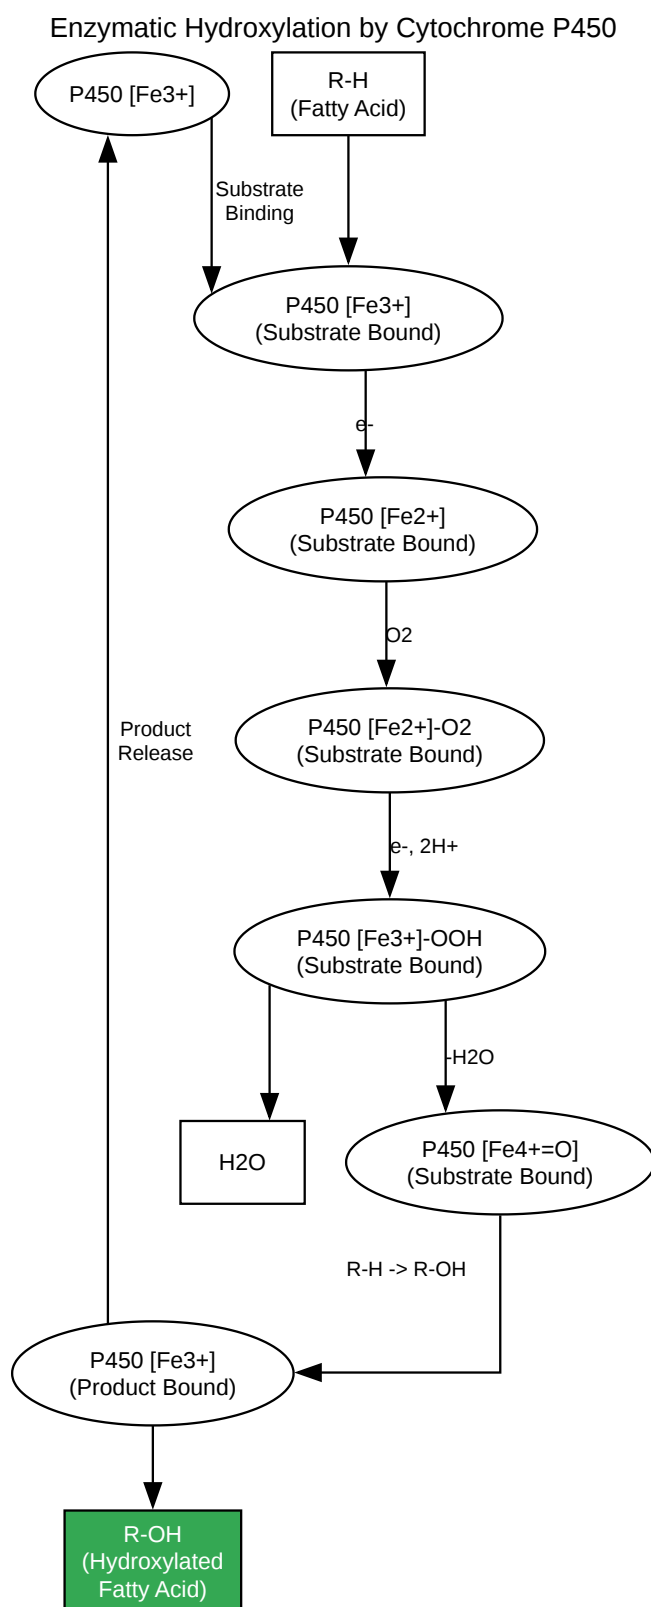 Enzymatic Hydroxylation by Cytochrome P450
P450 [Fe3+]
R-H
(Fatty Acid)
Substrate
Binding
P450 [Fe3+]
(Substrate Bound)
e-
P450 [Fe2+]
(Substrate Bound)
O2
P450 [Fe2+]-O2
(Substrate Bound)
Product
Release
e-, 2H+
P450 [Fe3+]-OOH
(Substrate Bound)
-H2O
H2O
P450 [Fe4+=O]
(Substrate Bound)
R-H -> R-OH
P450 [Fe3+]
(Product Bound)
R-OH
(Hydroxylated
Fatty Acid)